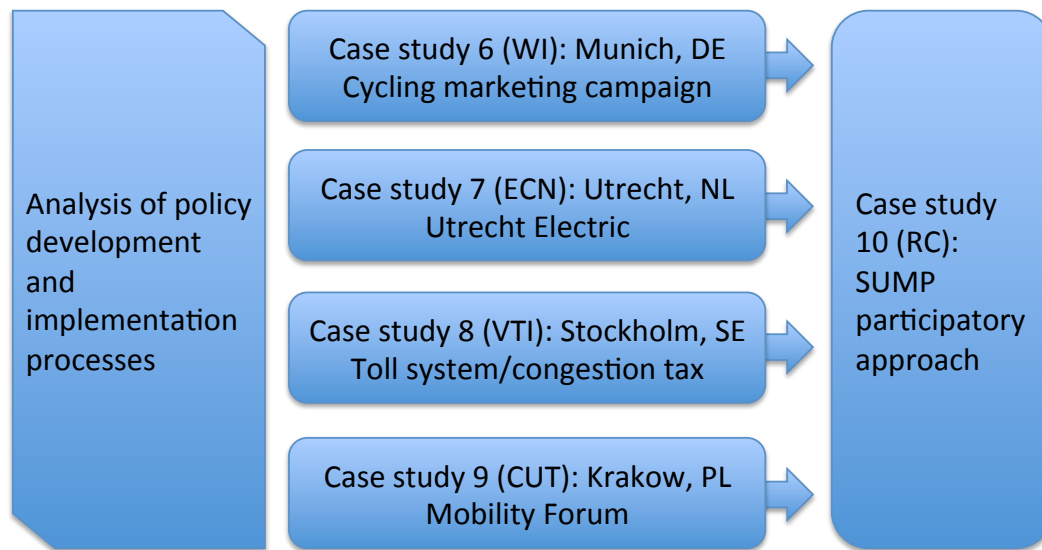 Analysis of policy
development
and
implementation
processes
Case study 6 (WI): Munich, DE
Cycling marketing campaign
Case study 7 (ECN): Utrecht, NL
Utrecht Electric
Case study 8 (VTI): Stockholm, SE
Toll system/congestion tax
Case study 9 (CUT): Krakow, PL
Mobility Forum
Case study
10 (RC):
SUMP
participatory
approach